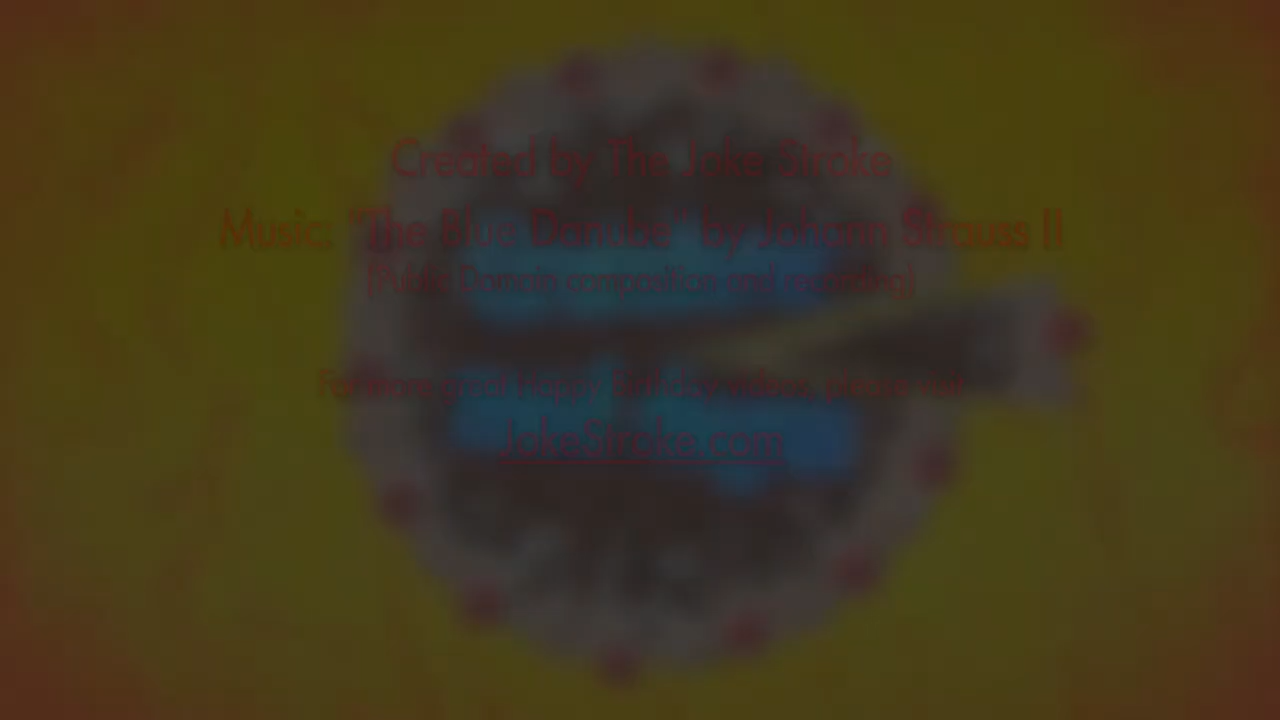 Created by The Joke Stroke
Music: "The Blue Danube" by Johann Strauss II
(Public Domain composition and recording)
For more great Happy Birthday videos, please visit
JokeStroke.com